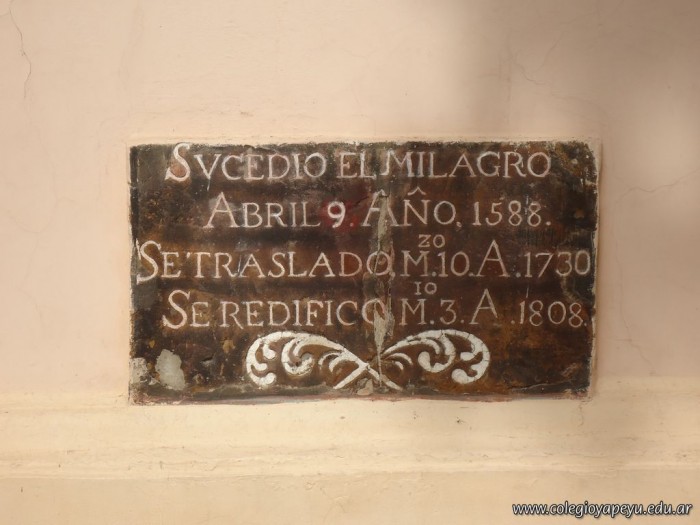 SVCEDIO EL MILAGRO
ABRIL 9. AÑO, 1588.
SE TRASLADO, M.ZO 10. A. 1730
SE REDIFICO M.IO 3. A. 1808.
www.colegioyapeyu.edu.ar